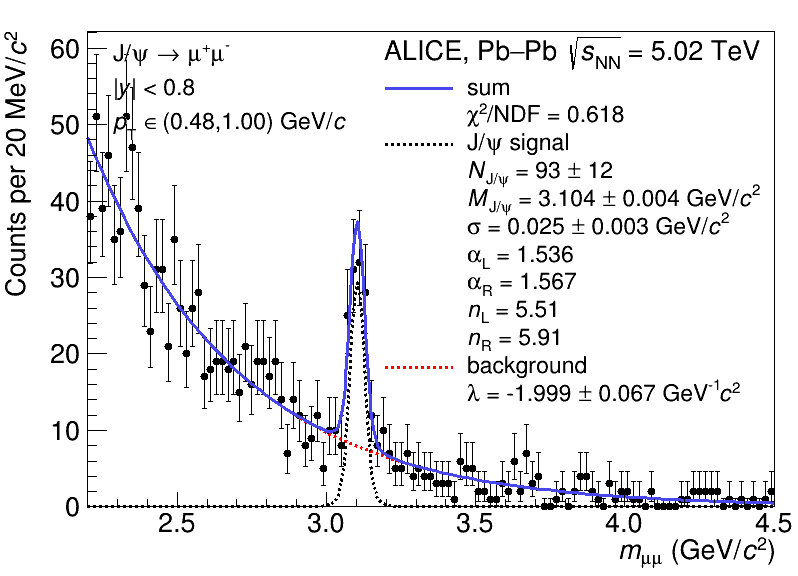 Counts per 20 MeV/c²
60
50
40
30
20
10
0
J/ψ → μ⁺μ⁻
|y| < 0.8
p ∈ (0.48,1.00) GeV/c
ALICE, Pb–Pb √s_NN = 5.02 TeV
sum
χ²/NDF = 0.618
J/ψ signal
N_J/ψ = 93 ± 12
M_J/ψ = 3.104 ± 0.004 GeV/c²
σ = 0.025 ± 0.003 GeV/c²
α_L = 1.536
α_R = 1.567
n_L = 5.51
n_R = 5.91
background
λ = -1.999 ± 0.067 GeV⁻¹c²
2.5 3.0 3.5 4.0 4.5
m_μμ (GeV/c²)